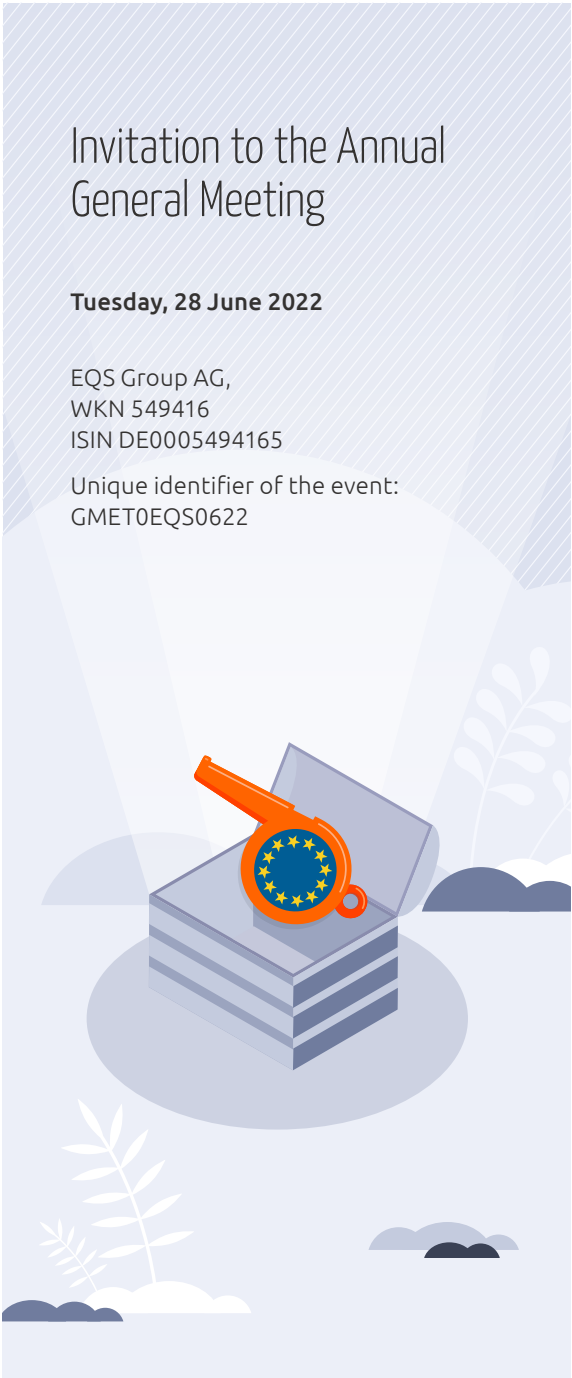 Invitation to the Annual
General Meeting
Tuesday, 28 June 2022
EQS Group AG,
WKN 549416
ISIN DE0005494165
Unique identifier of the event:
GMET0EQS0622